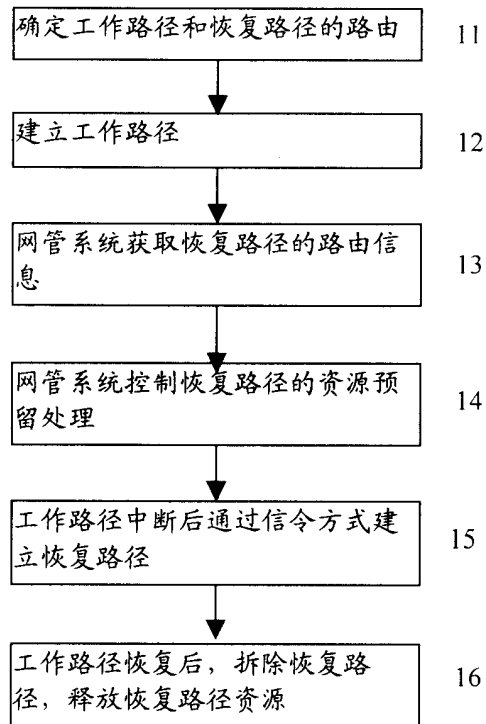 确定工作路径和恢复路径的路由
11
建立工作路径
12
网管系统获取恢复路径的路由信
息
13
网管系统控制恢复路径的资源预
留处理
14
工作路径中断后通过信令方式建
立恢复路径
15
工作路径恢复后，拆除恢复路
径，释放恢复路径资源
16